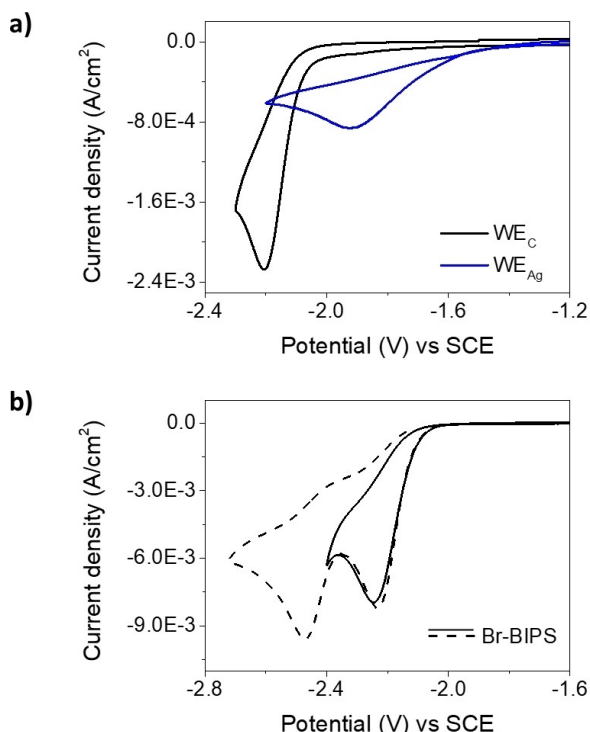 a)
Current density (A/cm²)
0.0
-8.0E-4
-1.6E-3
-2.4E-3
WE_C
WE_Ag
-2.4 -2.0 -1.6 -1.2
Potential (V) vs SCE
b)
Current density (A/cm²)
0.0
-3.0E-3
-6.0E-3
-9.0E-3
Br-BIPS
-2.8 -2.4 -2.0 -1.6
Potential (V) vs SCE